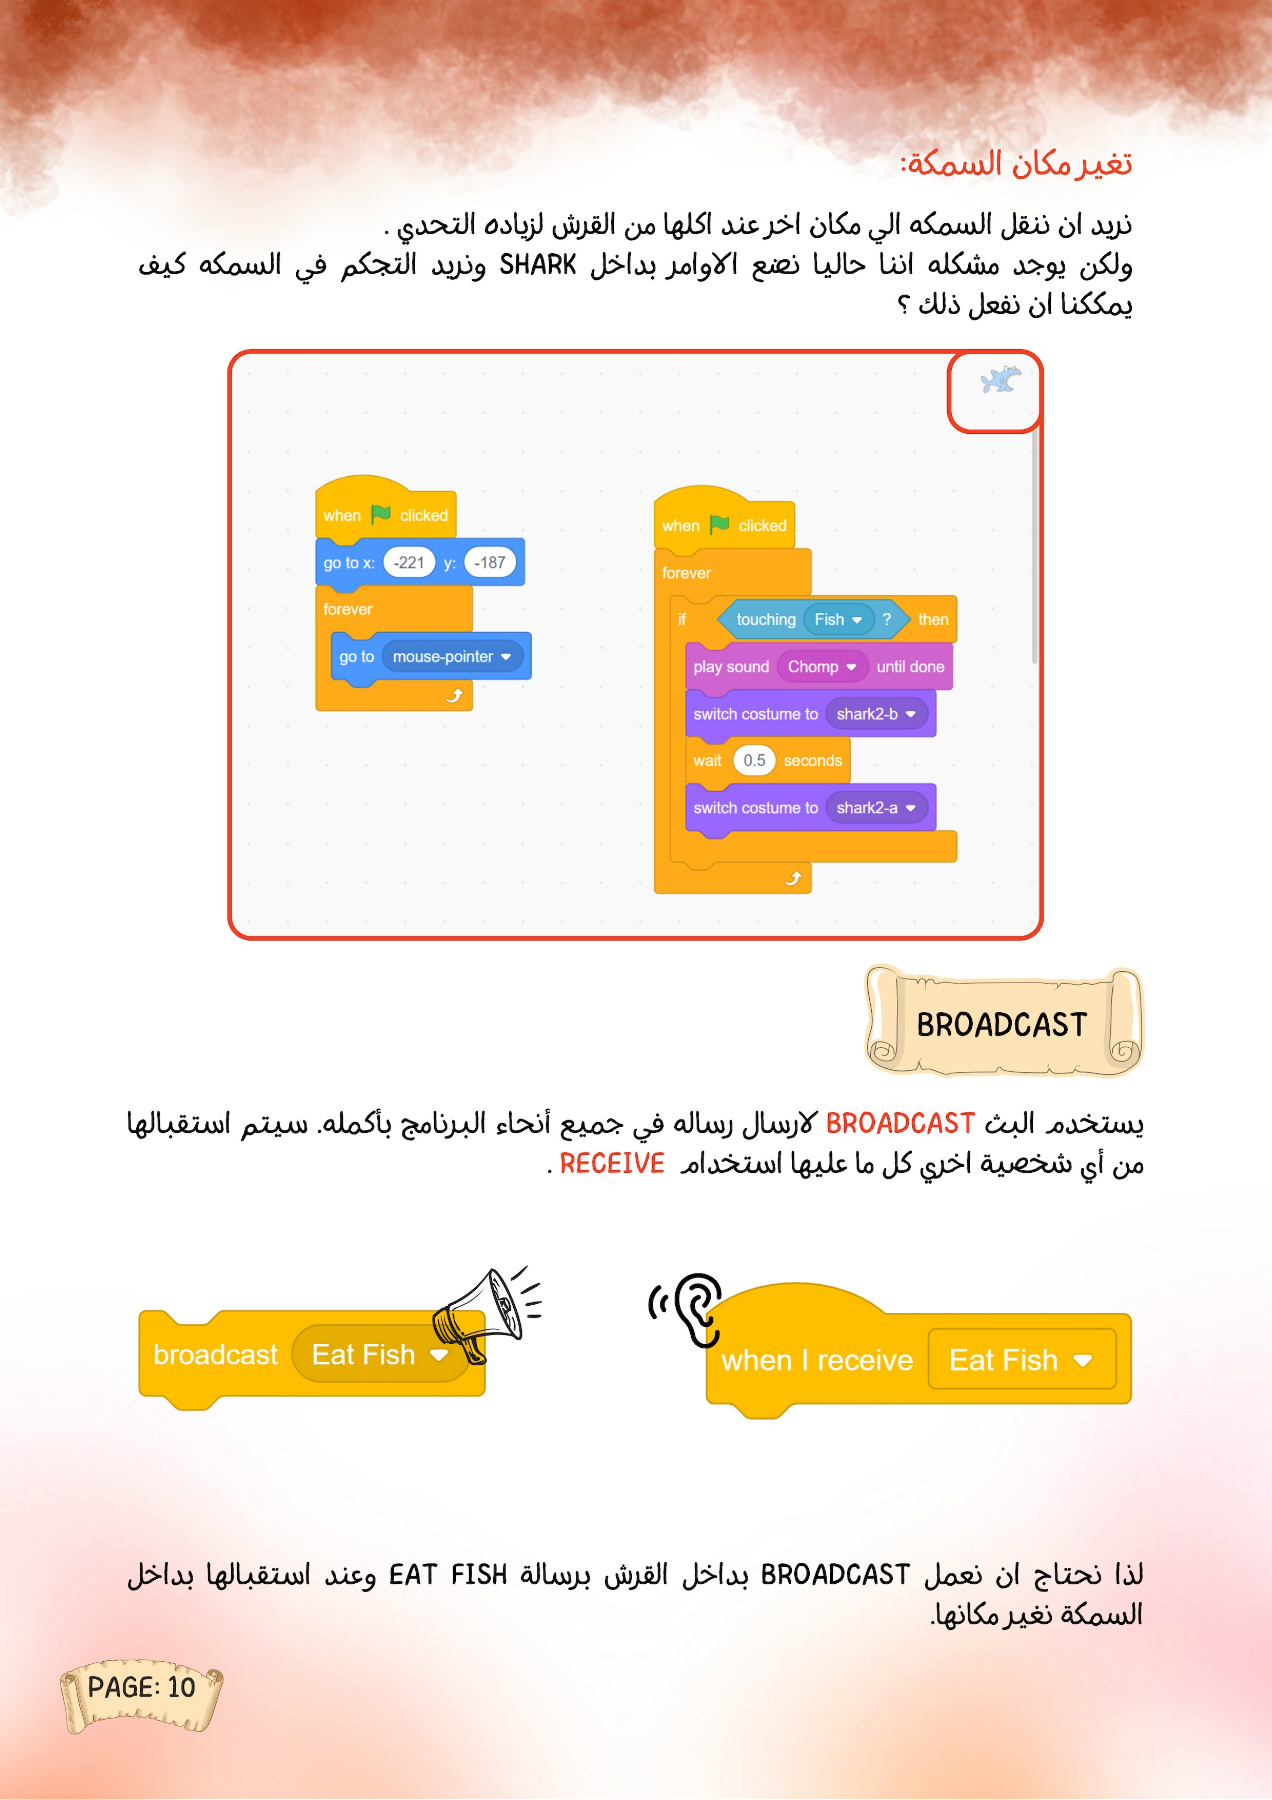 تغير مكان السمكة:
نريد ان ننقل السمكه الي مكان اخر عند اكلها من القرش لزياده التحدي .
ولكن يوجد مشكله اننا حاليا نضع الاوامر بداخل SHARK ونريد التجكم في السمكه كيف
يمككنا ان نفعل ذلك ؟
when clicked
go to x: -221 y: -187
forever
go to mouse-pointer
when clicked
forever
if touching Fish ? then
play sound Chomp until done
switch costume to shark2-b
wait 0.5 seconds
switch costume to shark2-a
BROADCAST
يستخدم البث BROADCAST لارسال رساله في جميع أنحاء البرنامج بأكمله. سيتم استقبالها
من أي شخصية اخري كل ما عليها استخدام RECEIVE .
broadcast Eat Fish
when I receive Eat Fish
لذا نحتاج ان نعمل BROADCAST بداخل القرش برسالة EAT FISH وعند استقبالها بداخل
السمكة نغير مكانها.
PAGE: 10